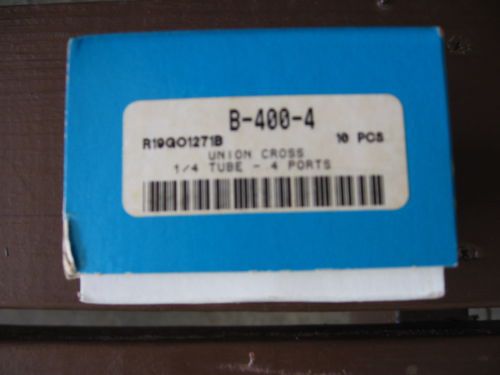 B-400-4
R19GO1271B 10 PCS
UNION CROSS
1/4 TUBE - 4 PORTS